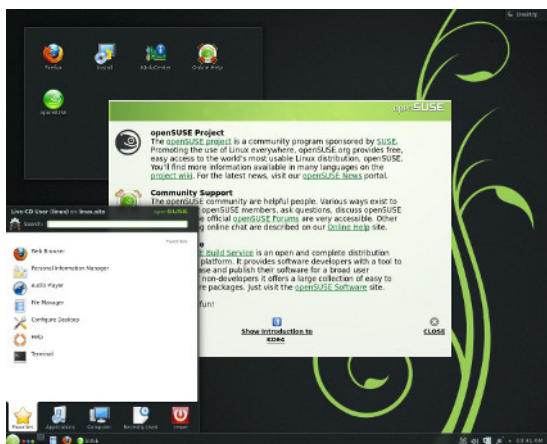 Desktop
Firefox
Install
KInfoCenter
Online Help
openSUSE
openSUSE
openSUSE Project
The openSUSE project is a community program sponsored by SUSE.
Promoting the use of Linux everywhere, openSUSE.org provides free,
easy access to the world's most usable Linux distribution, openSUSE.
You'll find more information available in many languages on the
project wiki. For the latest news, visit our openSUSE News portal.
Community Support
The openSUSE community are helpful people. Various ways exist to
openSUSE members, ask questions, discuss openSUSE
e official openSUSE Forums are very accessible. Other
ng online chat are described on our Online Help site.
Build Service is an open and complete distribution
platform. It provides software developers with a tool to
ase and publish their software for a broad user
non-developers it offers a large collection of easy to
re packages. Just visit the openSUSE Software site.
fun!
Show Introduction to
KDE4
CLOSE
Live CD User (linux) on linux.site
openSUSE
Search:
Favorites
Web Browser
Personal Information Manager
Audio Player
File Manager
Configure Desktop
Help
Terminal
Favorites
Applications
Computer
Recently Used
Leave